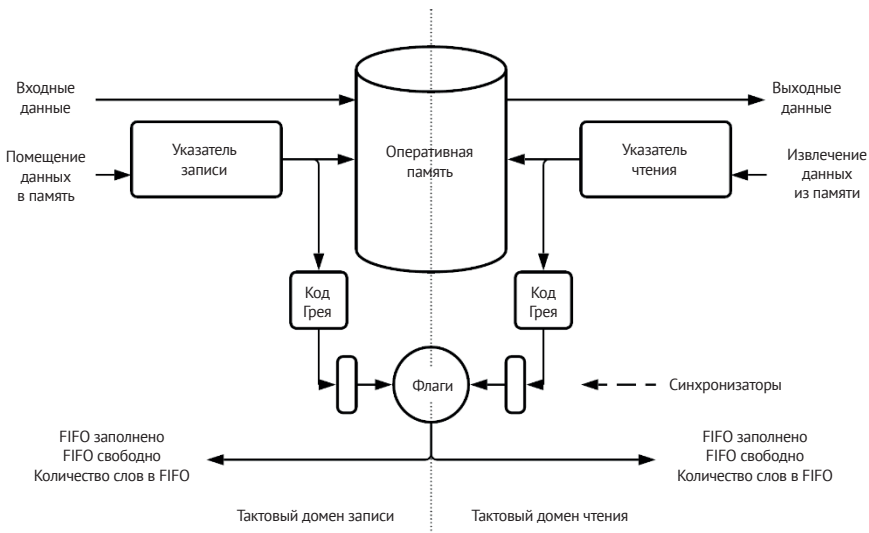 Входные
данные
Выходные
данные
Помещение
данных
в память
Указатель
записи
Оперативная
память
Указатель
чтения
Извлечение
данных
из памяти
Код
Грея
Код
Грея
Флаги
Синхронизаторы
FIFO заполнено
FIFO свободно
Количество слов в FIFO
FIFO заполнено
FIFO свободно
Количество слов в FIFO
Тактовый домен записи
Тактовый домен чтения